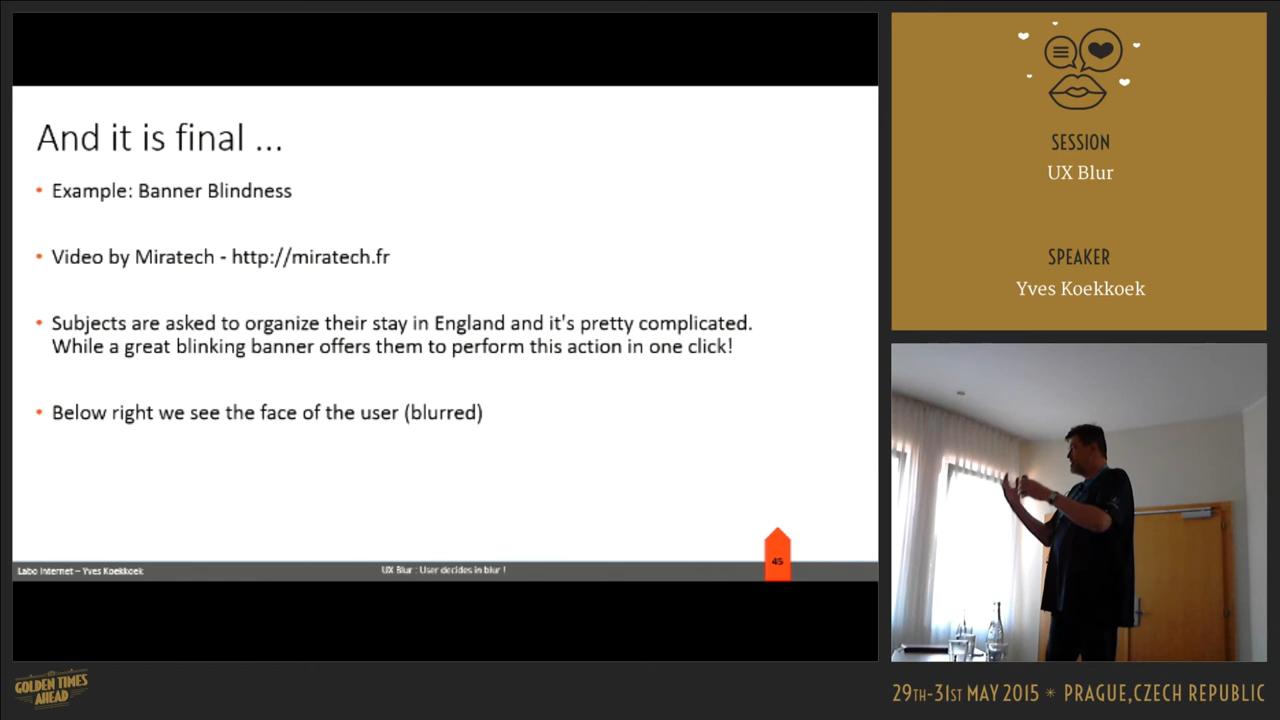 And it is final ...
• Example: Banner Blindness
• Video by Miratech - http://miratech.fr
• Subjects are asked to organize their stay in England and it's pretty complicated.
While a great blinking banner offers them to perform this action in one click!
• Below right we see the face of the user (blurred)
45
Labo Internet – Yves Koekkoek
UX Blur : User decides in blur !
SESSION
UX Blur
SPEAKER
Yves Koekkoek
GOLDEN TIMES
AHEAD
29TH-31ST MAY 2015 * PRAGUE,CZECH REPUBLIC